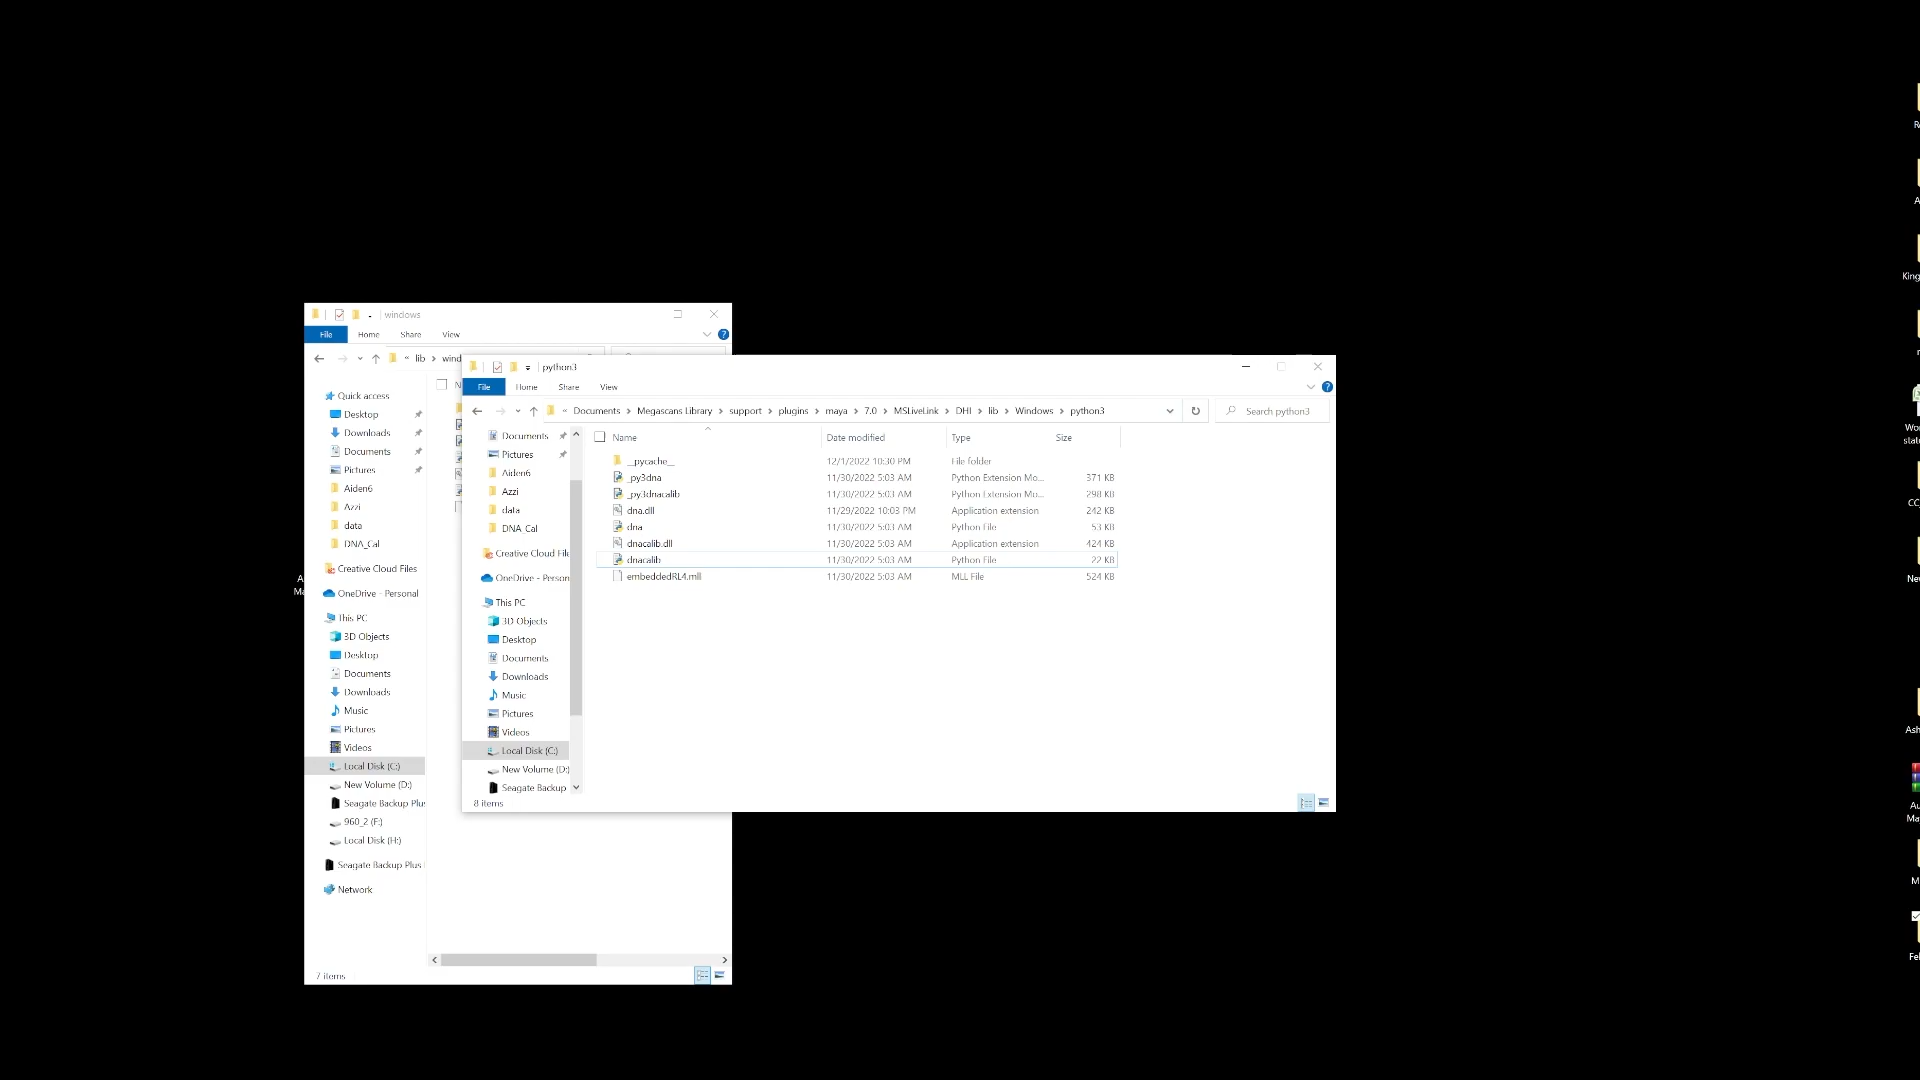 windows
File Home Share View
« lib > wind
Quick access
Desktop
Downloads
Documents
Pictures
Aiden6
Azzi
data
DNA_Cal
Creative Cloud Files
OneDrive - Personal
This PC
3D Objects
Desktop
Documents
Downloads
Music
Pictures
Videos
Local Disk (C:)
New Volume (D:)
Seagate Backup Plus
960_2 (F:)
Local Disk (H:)
Seagate Backup Plus
Network
7 items
python3
File Home Share View
« Documents > Megascans Library > support > plugins > maya > 7.0 > MSLiveLink > DHI > lib > Windows > python3
Search python3
Documents
Pictures
Aiden6
Azzi
data
DNA_Cal
Creative Cloud File
OneDrive - Person
This PC
3D Objects
Desktop
Documents
Downloads
Music
Pictures
Videos
Local Disk (C:)
New Volume (D:)
Seagate Backup
Name Date modified Type Size
__pycache__ 12/1/2022 10:30 PM File folder
_py3dna 11/30/2022 5:03 AM Python Extension Mo... 371 KB
_py3dnacalib 11/30/2022 5:03 AM Python Extension Mo... 298 KB
dna.dll 11/29/2022 10:03 PM Application extension 242 KB
dna 11/30/2022 5:03 AM Python File 53 KB
dnacalib.dll 11/30/2022 5:03 AM Application extension 424 KB
dnacalib 11/30/2022 5:03 AM Python File 22 KB
embeddedRL4.mll 11/30/2022 5:03 AM MLL File 524 KB
8 items
King
Wor
stat
CC
Nev
Ash
Au
May